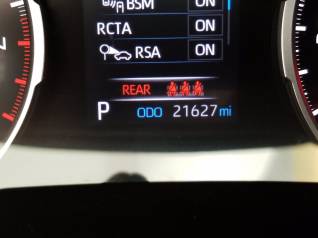 BSM ON
RCTA ON
RSA ON
REAR
P ODO 21627 mi